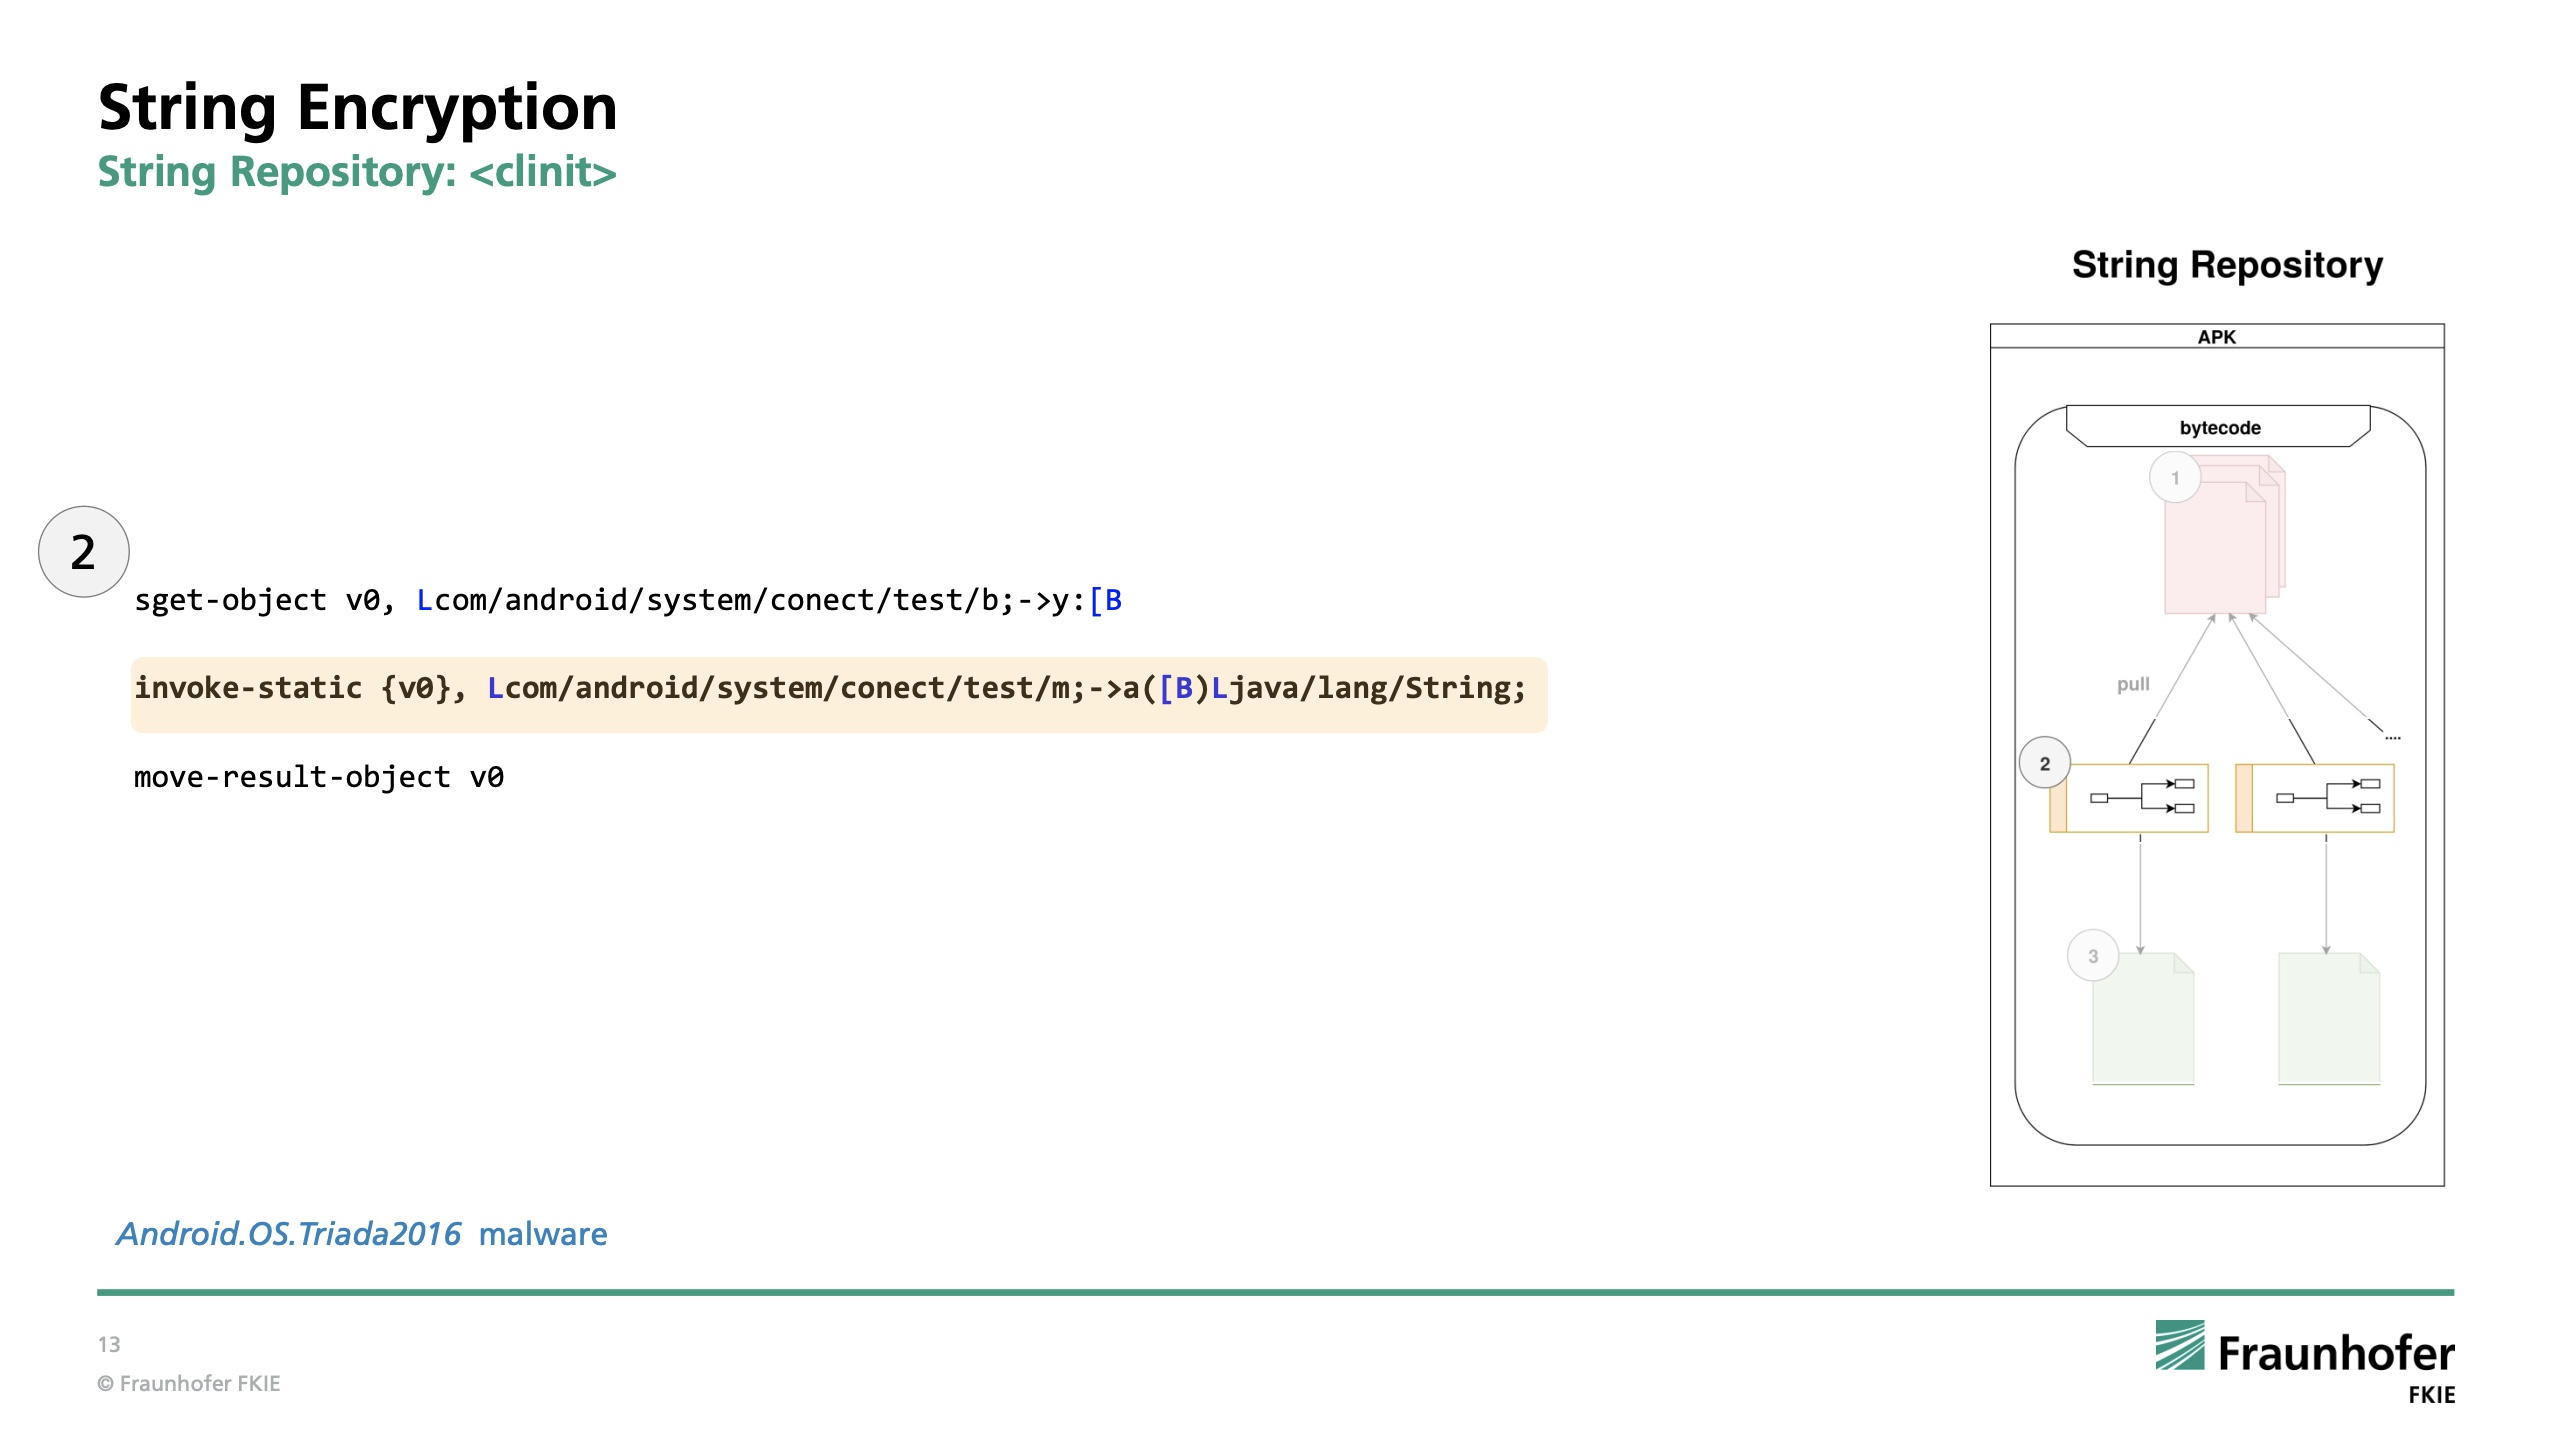 String Encryption
String Repository: <clinit>
String Repository
APK
bytecode
1
2
sget-object v0, Lcom/android/system/conect/test/b;->y:[B
invoke-static {v0}, Lcom/android/system/conect/test/m;->a([B)Ljava/lang/String;
move-result-object v0
pull
....
2
3
Android.OS.Triada2016 malware
13
© Fraunhofer FKIE
Fraunhofer
FKIE